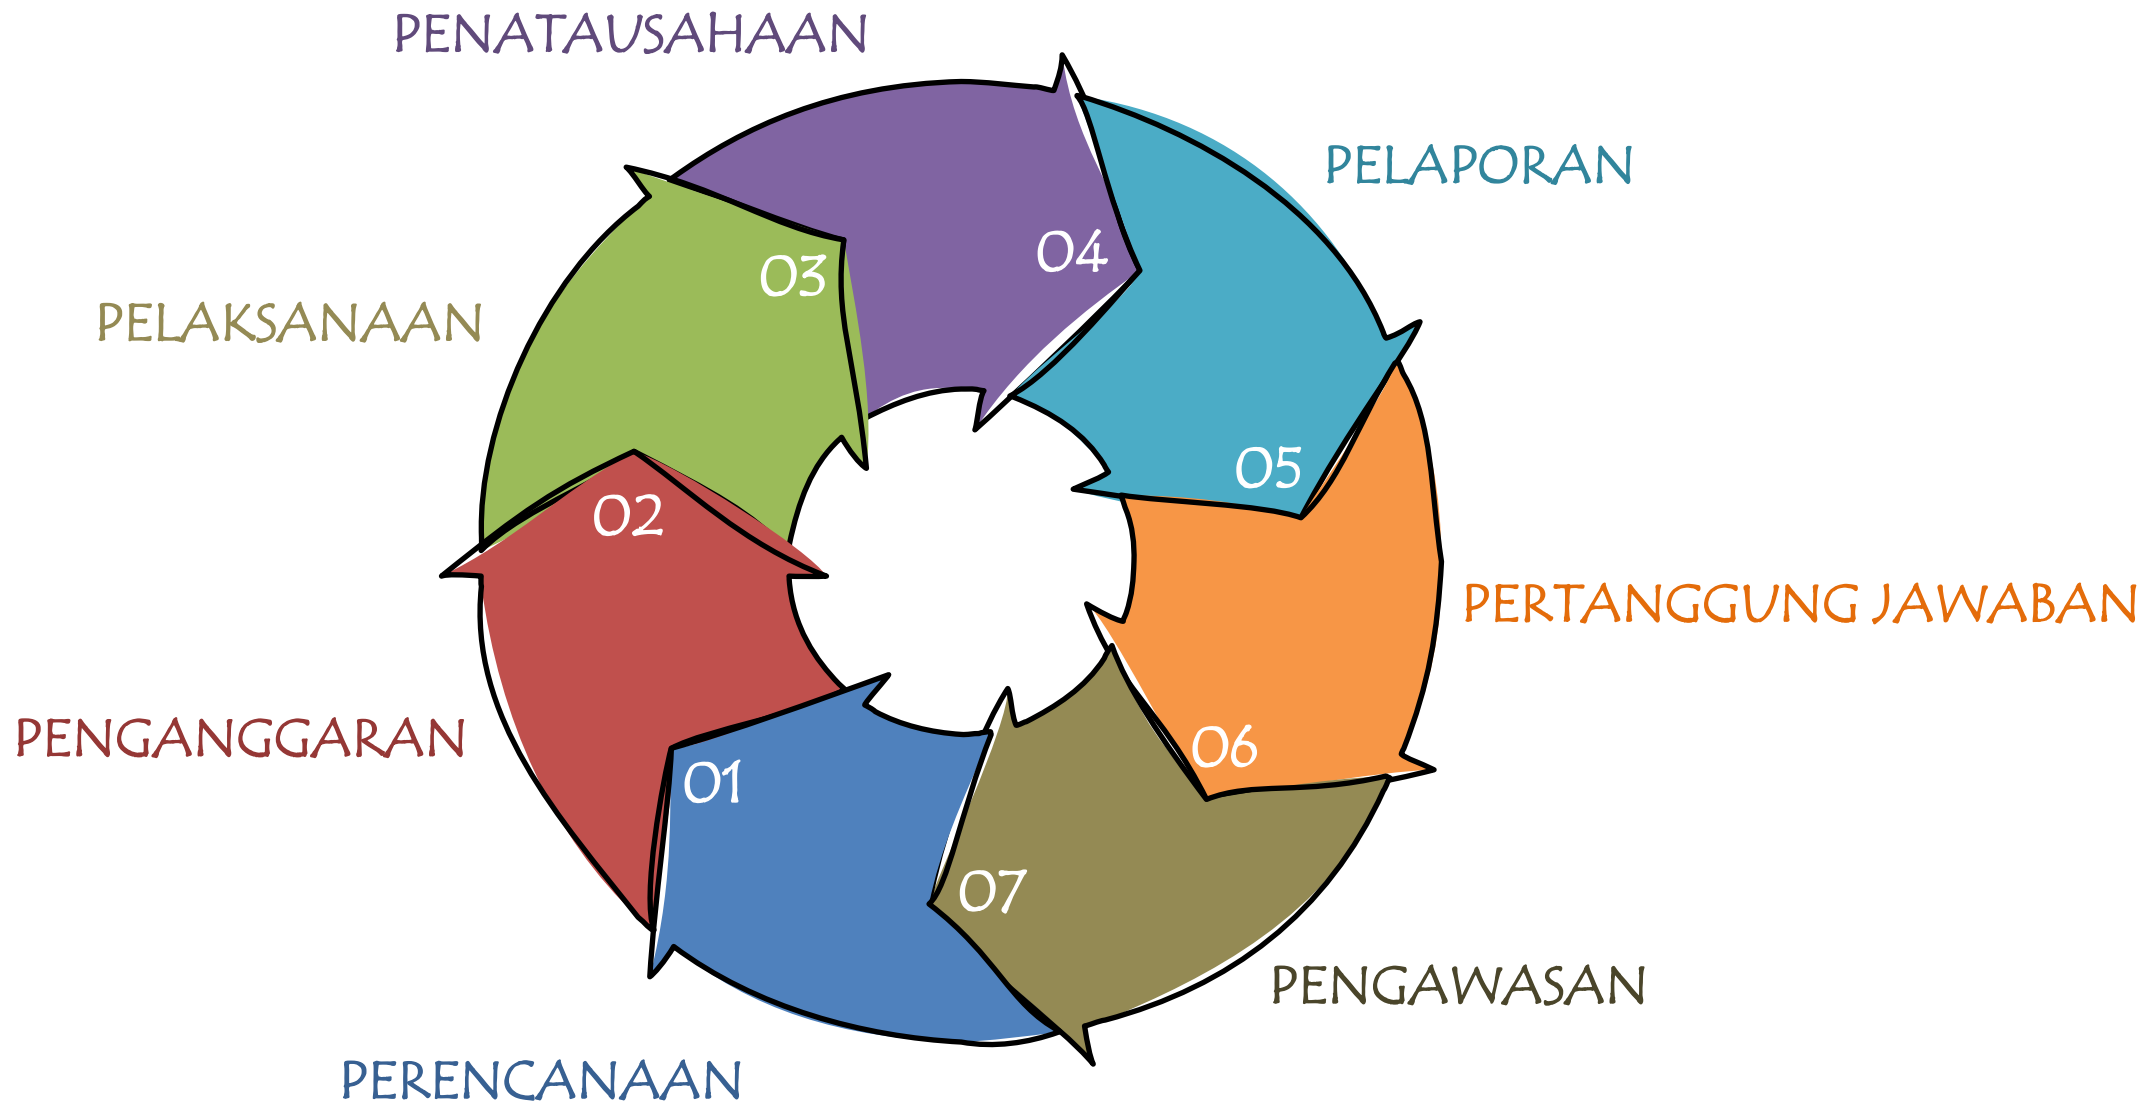 PENATAUSAHAAN
PELAPORAN
04
03
PELAKSANAAN
05
02
PERTANGGUNG JAWABAN
PENGANGGARAN
06
01
07
PENGAWASAN
PERENCANAAN